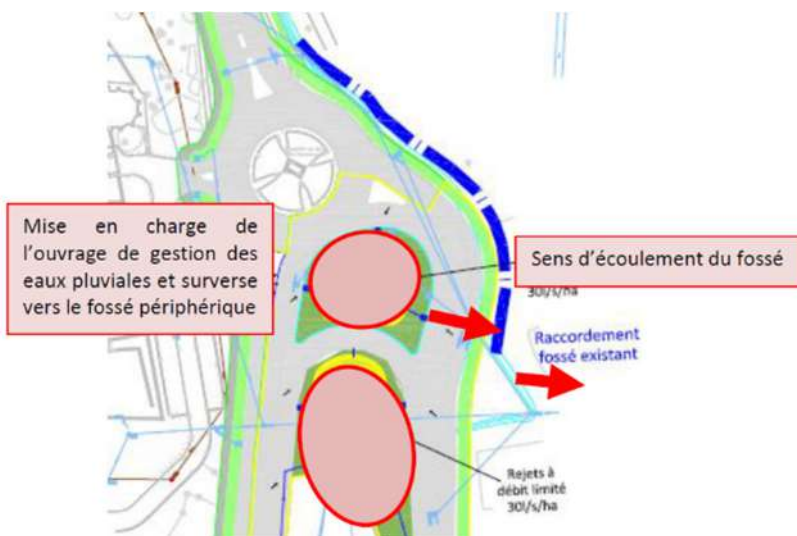 Mise en charge de
l'ouvrage de gestion des
eaux pluviales et surverse
vers le fossé périphérique
Sens d'écoulement du fossé
30l/s/ha
Raccordement
fossé existant
Rejets à
débit limité
30l/s/ha